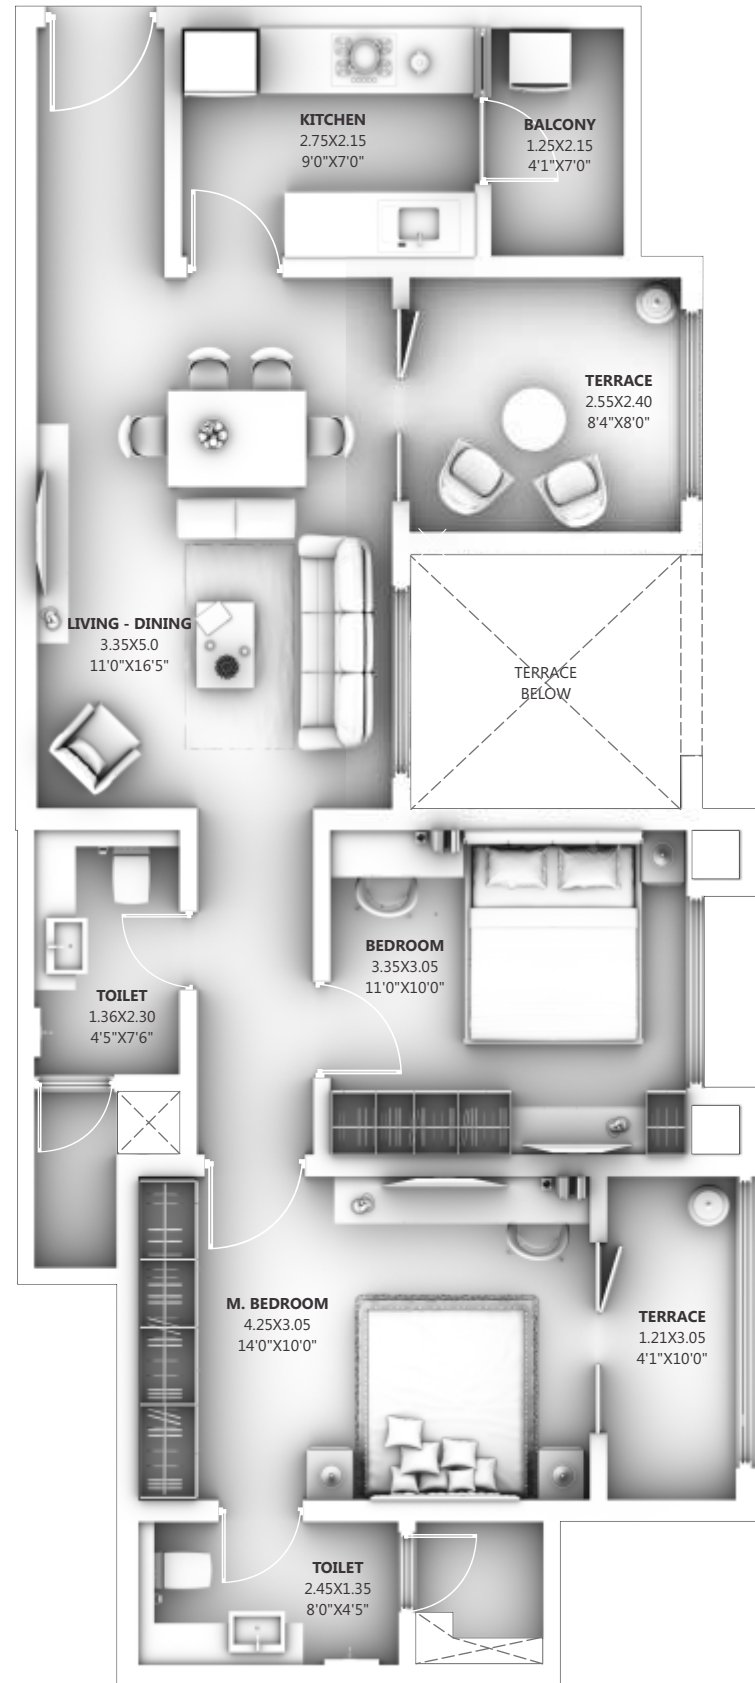 KITCHEN
2.75X2.15
9'0"X7'0"
BALCONY
1.25X2.15
4'1"X7'0"
TERRACE
2.55X2.40
8'4"X8'0"
LIVING - DINING
3.35X5.0
11'0"X16'5"
TERRACE
BELOW
BEDROOM
3.35X3.05
11'0"X10'0"
TOILET
1.36X2.30
4'5"X7'6"
M. BEDROOM
4.25X3.05
14'0"X10'0"
TERRACE
1.21X3.05
4'1"X10'0"
TOILET
2.45X1.35
8'0"X4'5"